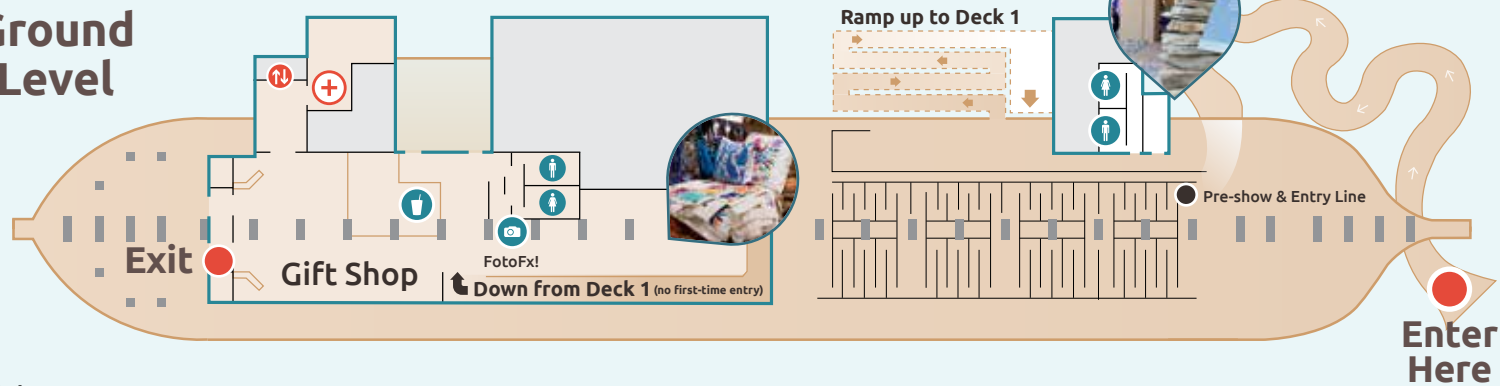 Ground
Level
Ramp up to Deck 1
Pre-show & Entry Line
Exit
Gift Shop
FotoFx!
Down from Deck 1 (no first-time entry)
Enter
Here